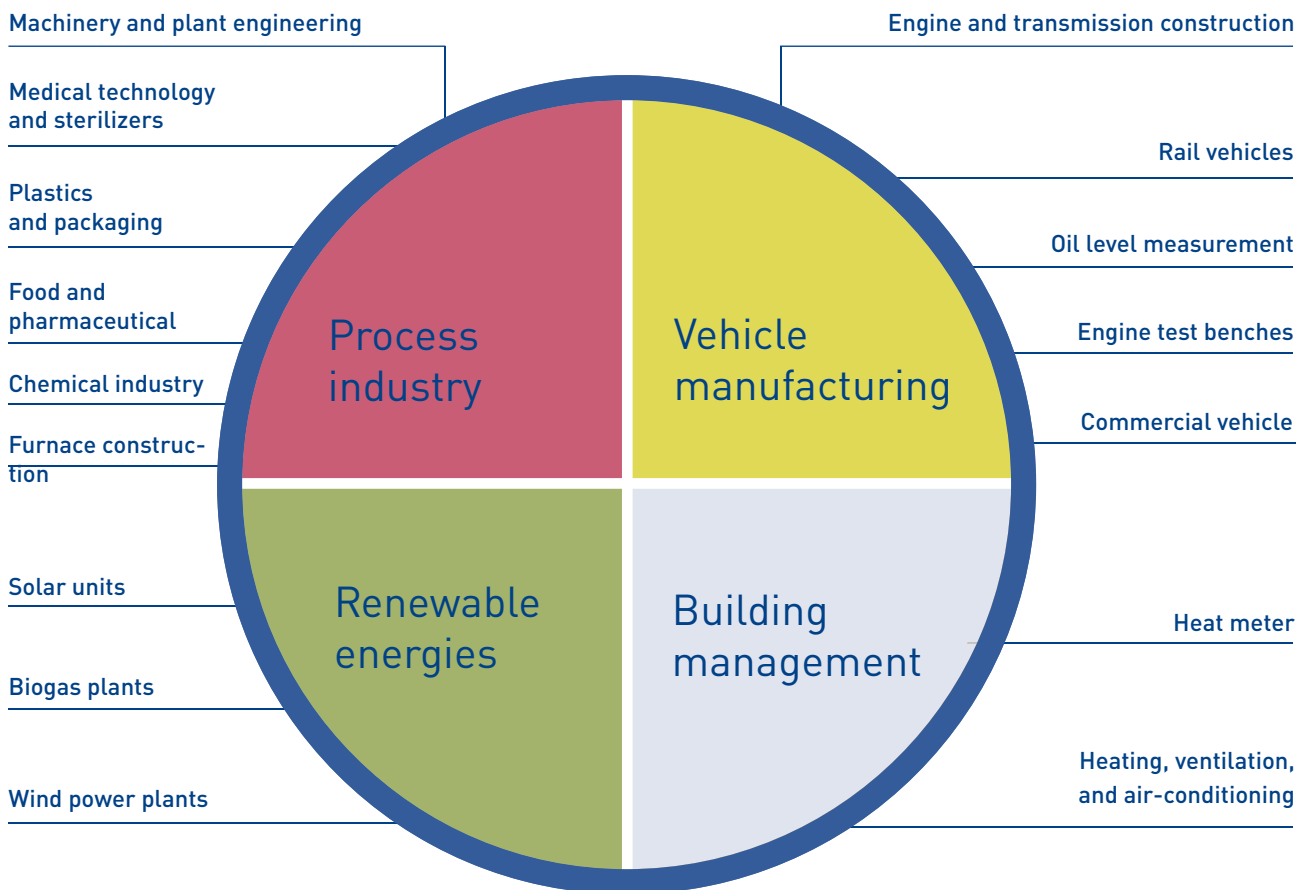 Machinery and plant engineering
Engine and transmission construction
Medical technology
and sterilizers
Rail vehicles
Plastics
and packaging
Oil level measurement
Food and
pharmaceutical
Engine test benches
Chemical industry
Commercial vehicle
Furnace construc-
tion
Process
industry
Vehicle
manufacturing
Solar units
Renewable
energies
Building
management
Heat meter
Biogas plants
Wind power plants
Heating, ventilation,
and air-conditioning